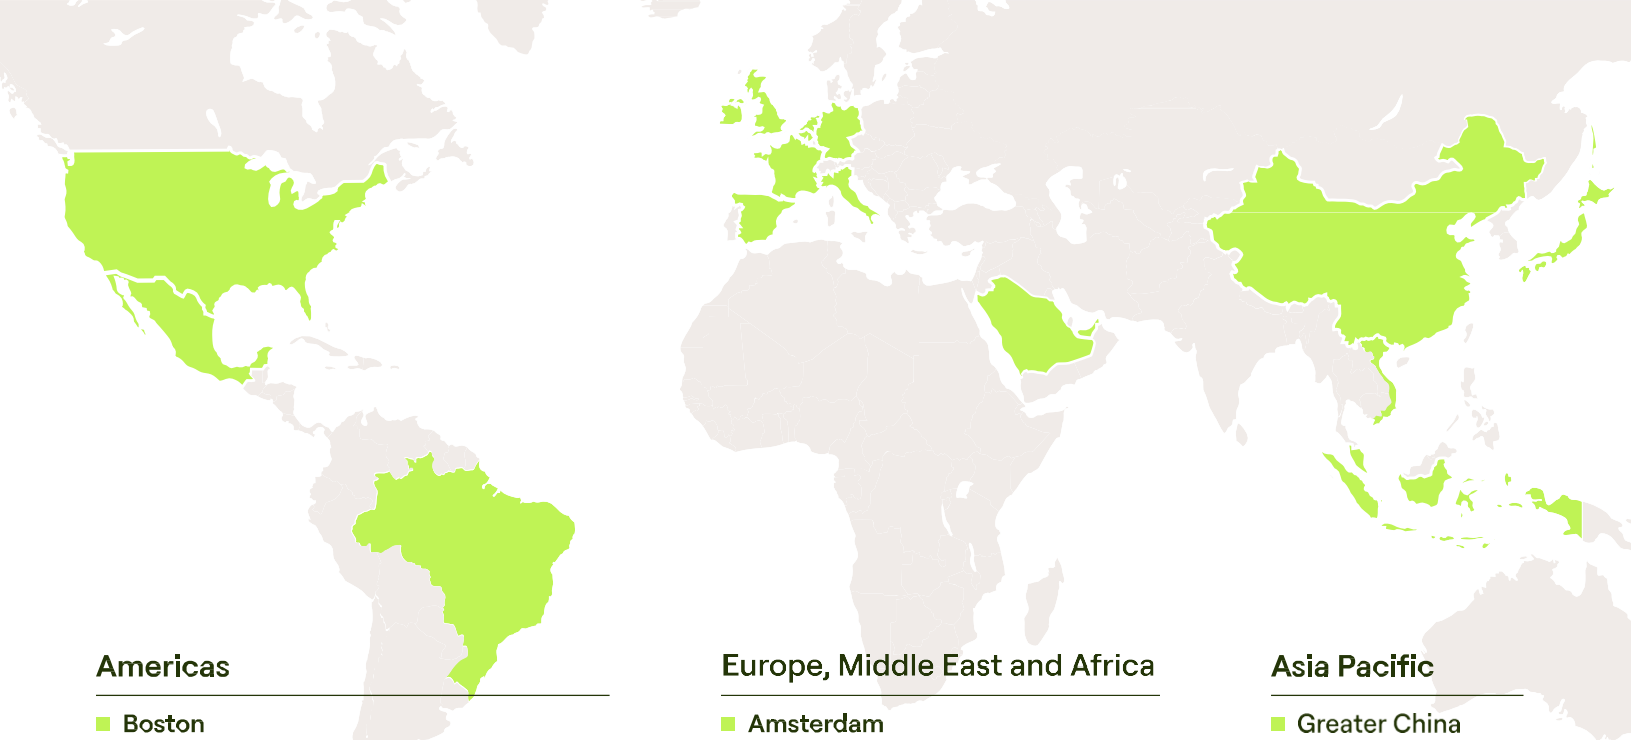 Americas
Boston
Europe, Middle East and Africa
Amsterdam
Asia Pacific
Greater China